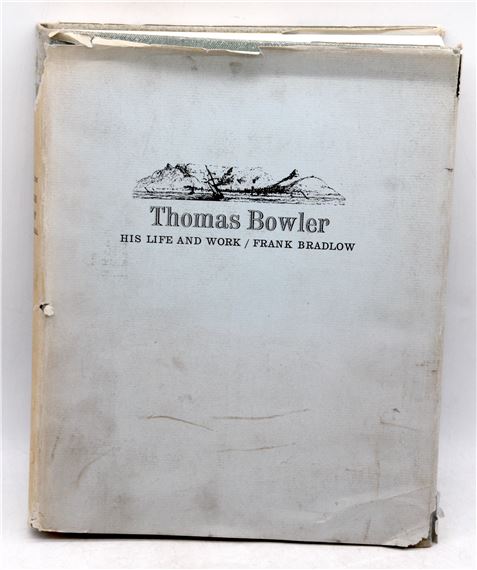 Thomas Bowler
HIS LIFE AND WORK / FRANK BRADLOW